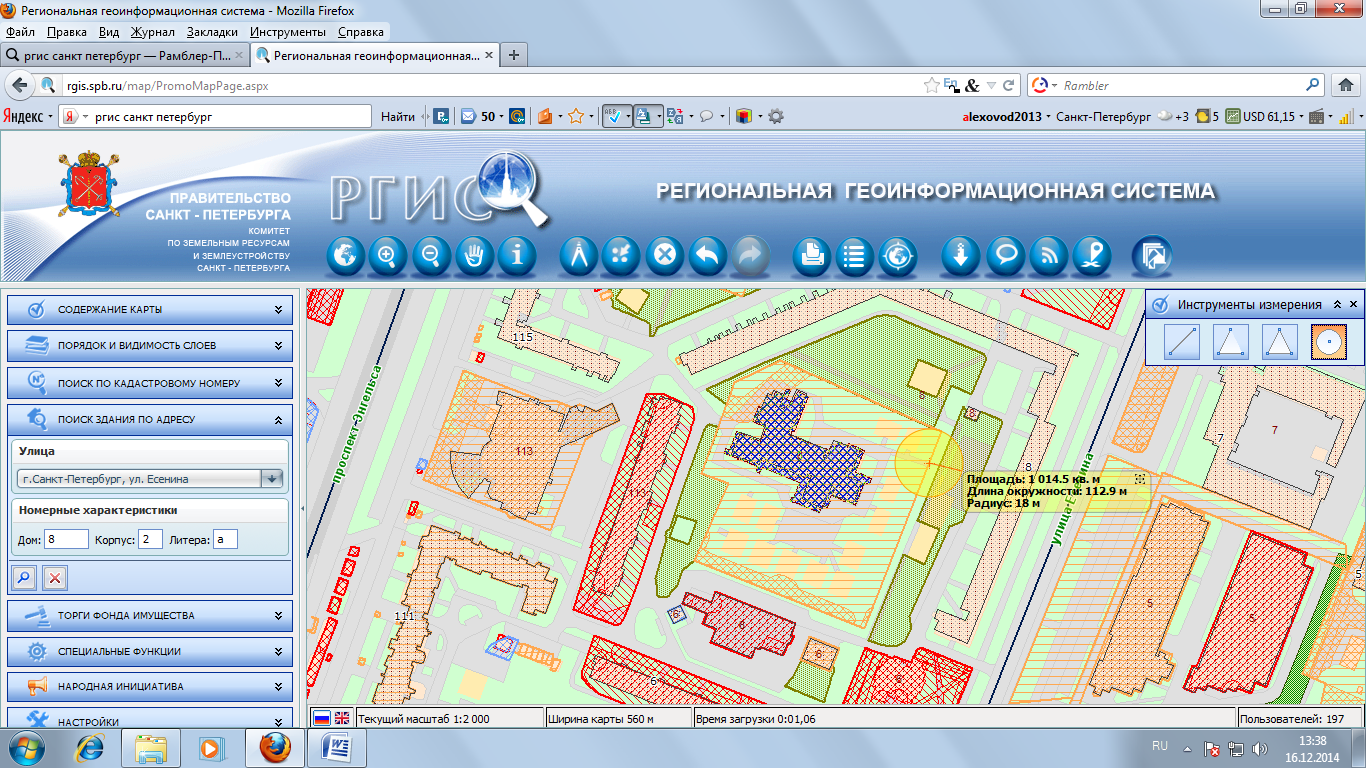 Региональная геоинформационная система - Mozilla Firefox
Файл Правка Вид Журнал Закладки Инструменты Справка
ргис санкт петербург — Рамблер-П... Региональная геоинформационная...
rgis.spb.ru/map/PromoMapPage.aspx
Rambler
Яндекс ргис санкт петербург Найти 50 alexovod2013 Санкт-Петербург +3 5 USD 61,15
ПРАВИТЕЛЬСТВО
САНКТ - ПЕТЕРБУРГА
КОМИТЕТ
ПО ЗЕМЕЛЬНЫМ РЕСУРСАМ
И ЗЕМЛЕУСТРОЙСТВУ
САНКТ - ПЕТЕРБУРГА
РГИС
РЕГИОНАЛЬНАЯ ГЕОИНФОРМАЦИОННАЯ СИСТЕМА
СОДЕРЖАНИЕ КАРТЫ
ПОРЯДОК И ВИДИМОСТЬ СЛОЕВ
ПОИСК ПО КАДАСТРОВОМУ НОМЕРУ
ПОИСК ЗДАНИЯ ПО АДРЕСУ
Улица
г.Санкт-Петербург, ул. Есенина
Номерные характеристики
Дом: 8 Корпус: 2 Литера: а
ТОРГИ ФОНДА ИМУЩЕСТВА
СПЕЦИАЛЬНЫЕ ФУНКЦИИ
НАРОДНАЯ ИНИЦИАТИВА
НАСТРОЙКИ
Инструменты измерения
115
проспект Энгельса
113
113
111
8
7
7
5
5
5
6
6
6
Площадь: 1 014.5 кв. м
Длина окружности: 112.9 м
Радиус: 18 м
Текущий масштаб 1:2 000 Ширина карты 560 м Время загрузки 0:01,06 Пользователей: 197
RU
13:38
16.12.2014